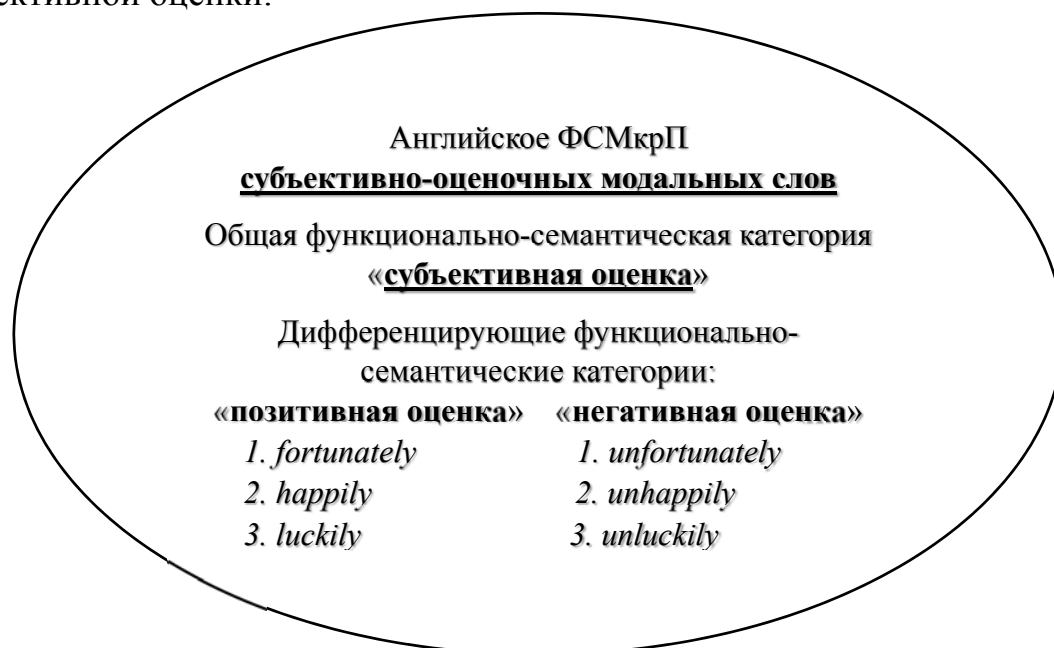 оценки.
Английское ФСМкрП
субъективно-оценочных модальных слов
Общая функционально-семантическая категория
«субъективная оценка»
Дифференцирующие функционально-
семантические категории:
«позитивная оценка» «негативная оценка»
1. fortunately 1. unfortunately
2. happily 2. unhappily
3. luckily 3. unluckily